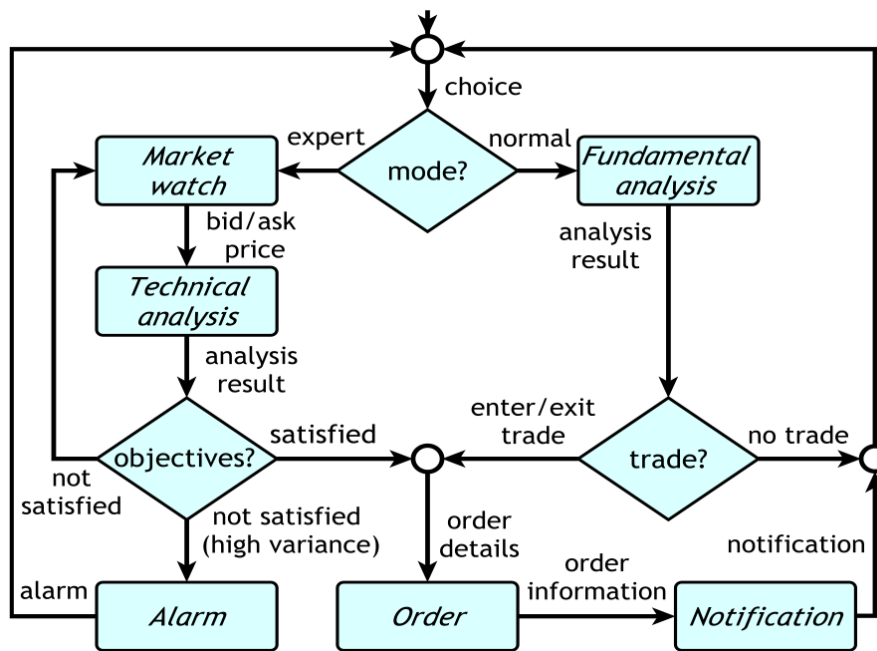 choice
expert
normal
mode?
Market
watch
Fundamental
analysis
bid/ask
price
analysis
result
Technical
analysis
analysis
result
enter/exit
trade
satisfied
no trade
objectives?
trade?
not
satisfied
not satisfied
(high variance)
order
details
notification
order
information
alarm
Alarm
Order
Notification